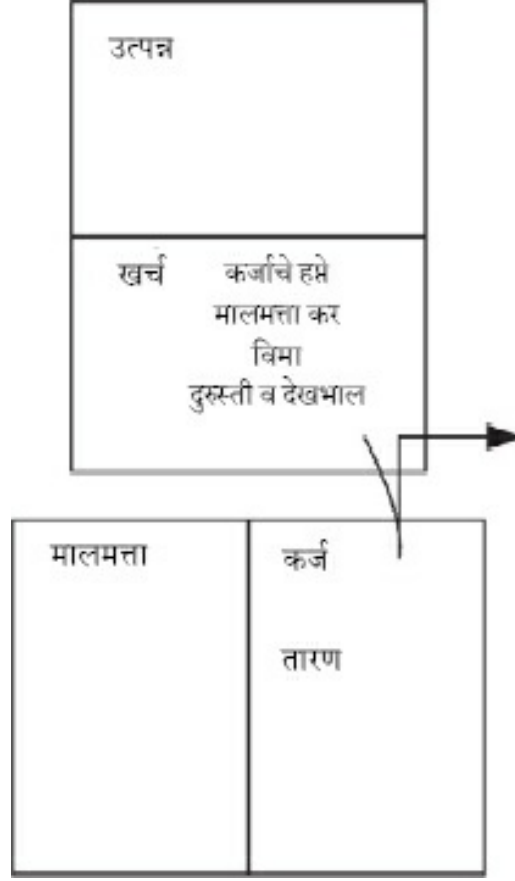 उत्पन्न
खर्च कर्जाचे हप्ते
मालमत्ता कर
विमा
दुरुस्ती व देखभाल
मालमत्ता कर्ज
तारण